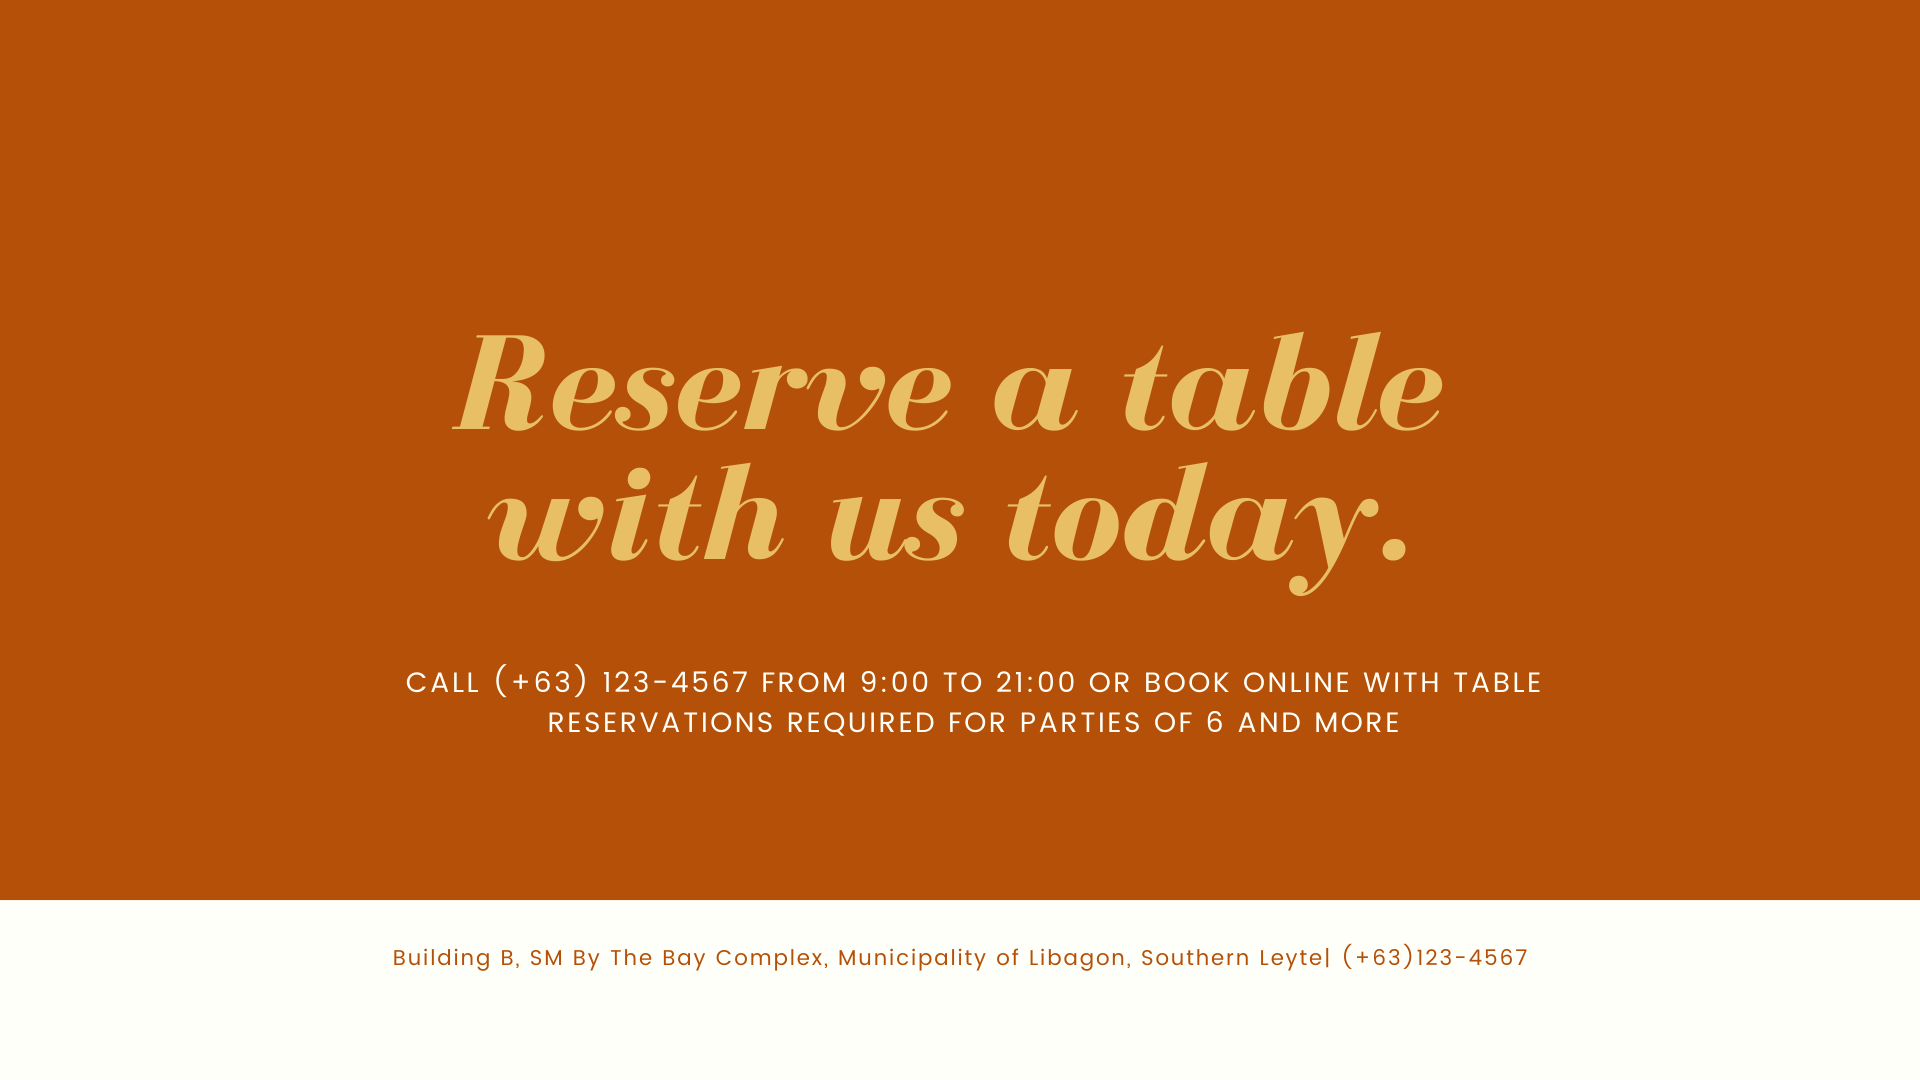 Reserve a table
with us today.
CALL (+63) 123-4567 FROM 9:00 TO 21:00 OR BOOK ONLINE WITH TABLE
RESERVATIONS REQUIRED FOR PARTIES OF 6 AND MORE
Building B, SM By The Bay Complex, Municipality of Libagon, Southern Leyte| (+63)123-4567